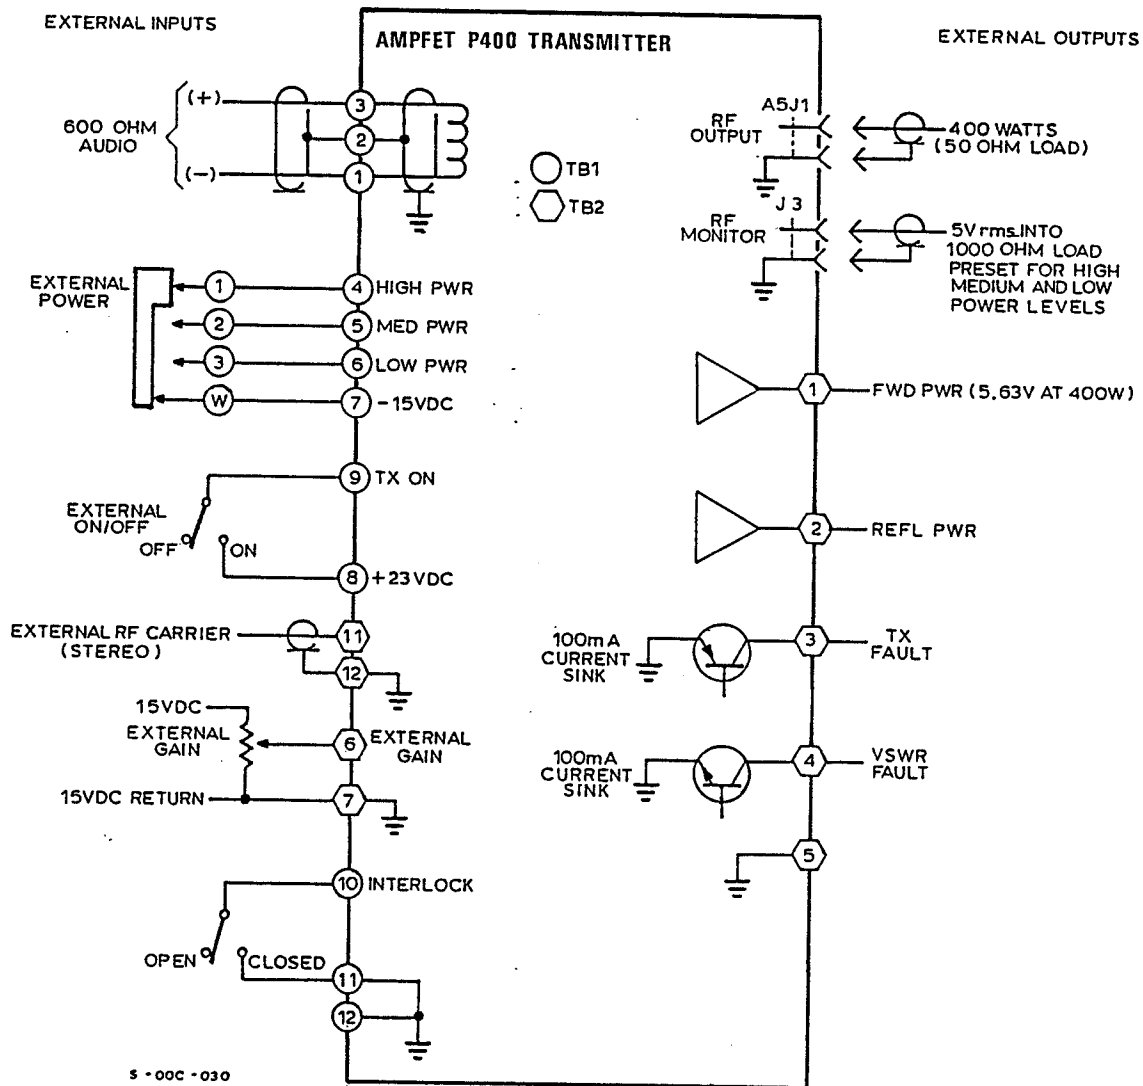 EXTERNAL INPUTS
AMPFET P400 TRANSMITTER
EXTERNAL OUTPUTS
600 OHM
AUDIO
(+)
(-)
3
2
1
TB1
TB2
A5J1
RF
OUTPUT
400 WATTS
(50 OHM LOAD)
J3
RF
MONITOR
5Vrms INTO
1000 OHM LOAD
PRESET FOR HIGH
MEDIUM AND LOW
POWER LEVELS
EXTERNAL
POWER
1
4
HIGH PWR
2
5
MED PWR
3
6
LOW PWR
W
7
-15VDC
1
FWD PWR (5.63V AT 400W)
EXTERNAL
ON/OFF
OFF
ON
9
TX ON
8
+23VDC
2
REFL PWR
EXTERNAL RF CARRIER
(STEREO)
11
12
100mA
CURRENT
SINK
3
TX
FAULT
15VDC
EXTERNAL
GAIN
6
EXTERNAL
GAIN
15VDC RETURN
7
100mA
CURRENT
SINK
4
VSWR
FAULT
5
10
INTERLOCK
OPEN
CLOSED
11
12
S-00C-030